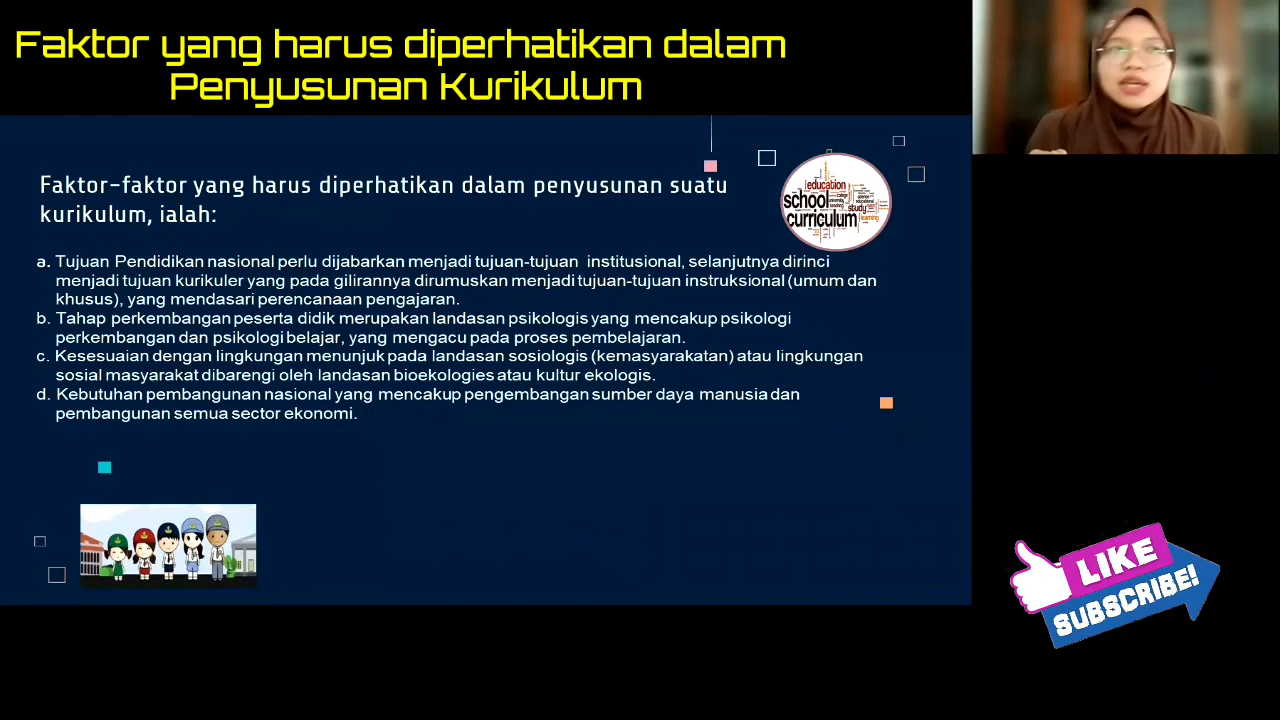 Faktor yang harus diperhatikan dalam
Penyusunan Kurikulum
Faktor-faktor yang harus diperhatikan dalam penyusunan suatu
kurikulum, ialah:
education
school
curriculum
study
learning
a. Tujuan Pendidikan nasional perlu dijabarkan menjadi tujuan-tujuan institusional, selanjutnya dirinci
menjadi tujuan kurikuler yang pada gilirannya dirumuskan menjadi tujuan-tujuan instruksional (umum dan
khusus), yang mendasari perencanaan pengajaran.
b. Tahap perkembangan peserta didik merupakan landasan psikologis yang mencakup psikologi
perkembangan dan psikologi belajar, yang mengacu pada proses pembelajaran.
c. Kesesuaian dengan lingkungan menunjuk pada landasan sosiologis (kemasyarakatan) atau lingkungan
sosial masyarakat dibarengi oleh landasan bioekologies atau kultur ekologis.
d. Kebutuhan pembangunan nasional yang mencakup pengembangan sumber daya manusia dan
pembangunan semua sector ekonomi.
LIKE
SUBSCRIBE!